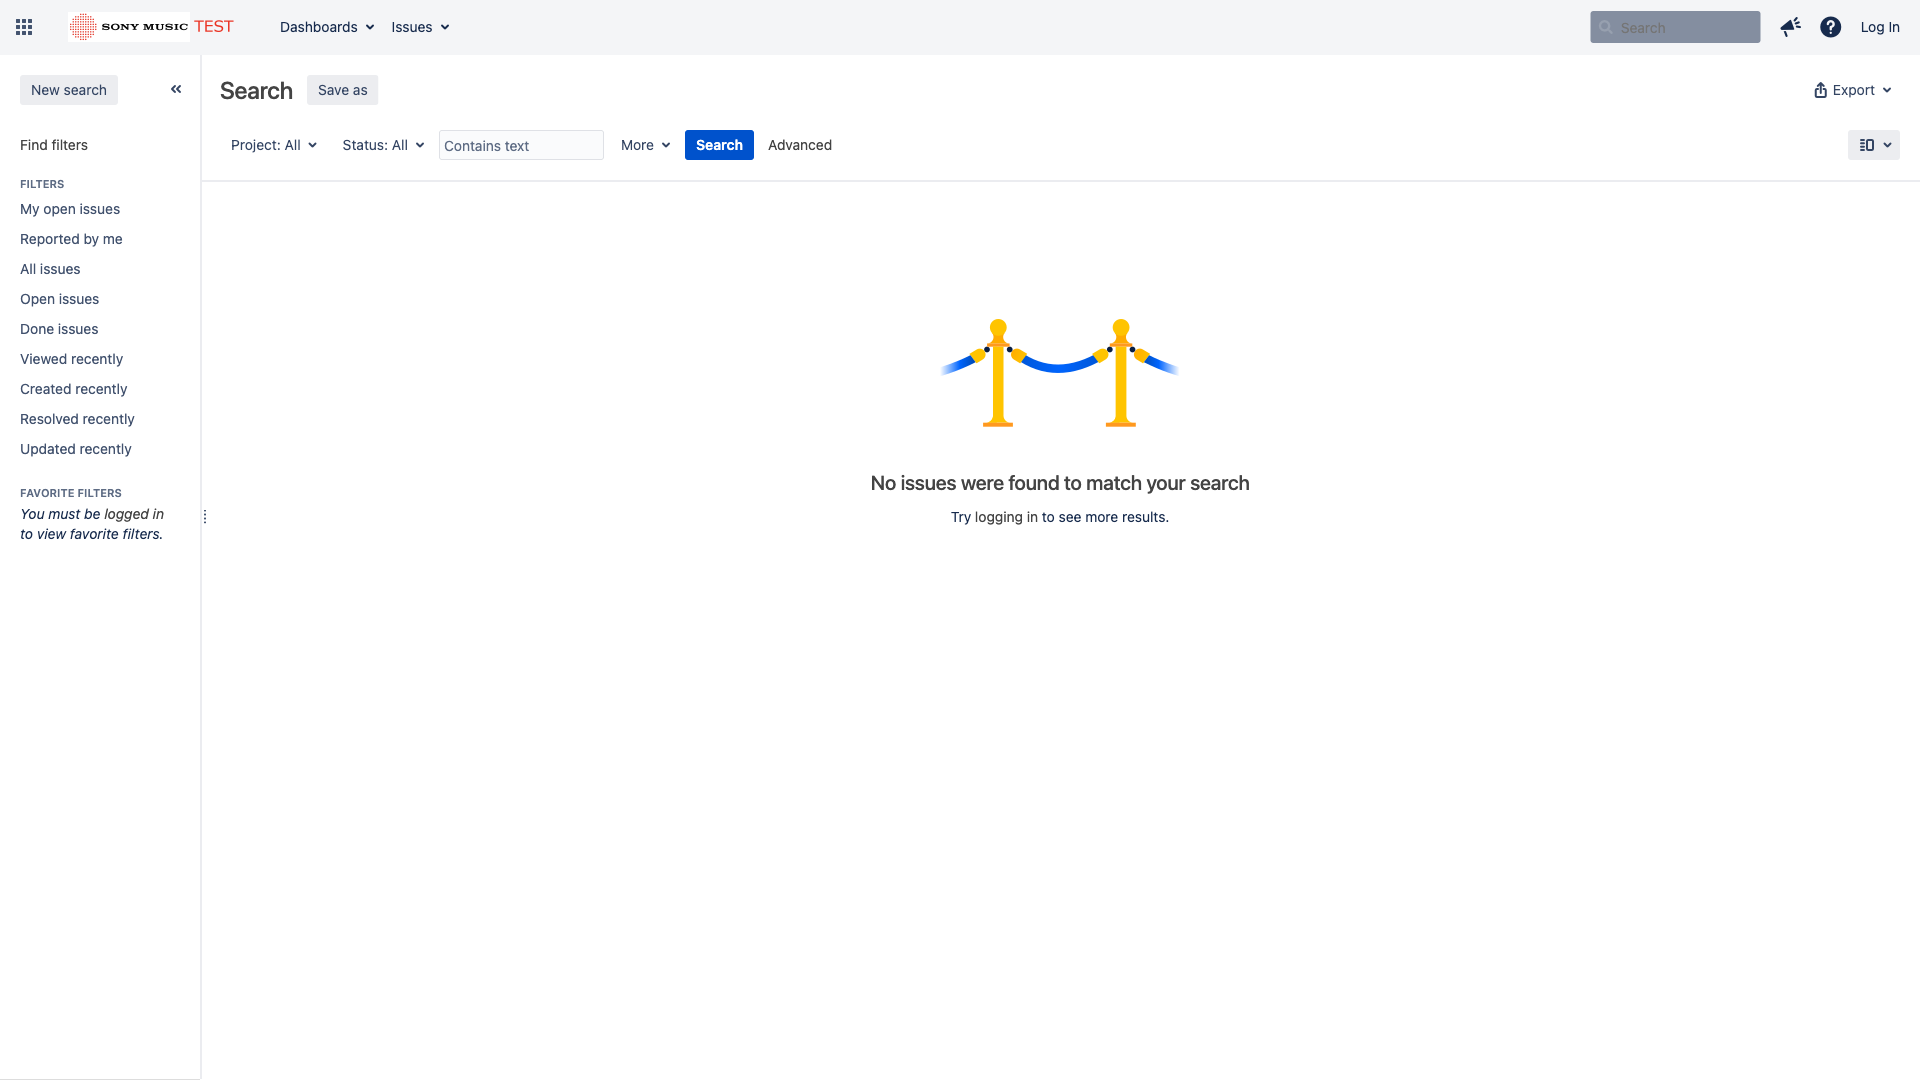 SONY MUSIC TEST
Dashboards
Issues
Search
Log In
New search
Search
Save as
Export
Find filters
Project: All
Status: All
Contains text
More
Search
Advanced
FILTERS
My open issues
Reported by me
All issues
Open issues
Done issues
Viewed recently
Created recently
Resolved recently
Updated recently
FAVORITE FILTERS
You must be logged in
to view favorite filters.
No issues were found to match your search
Try logging in to see more results.